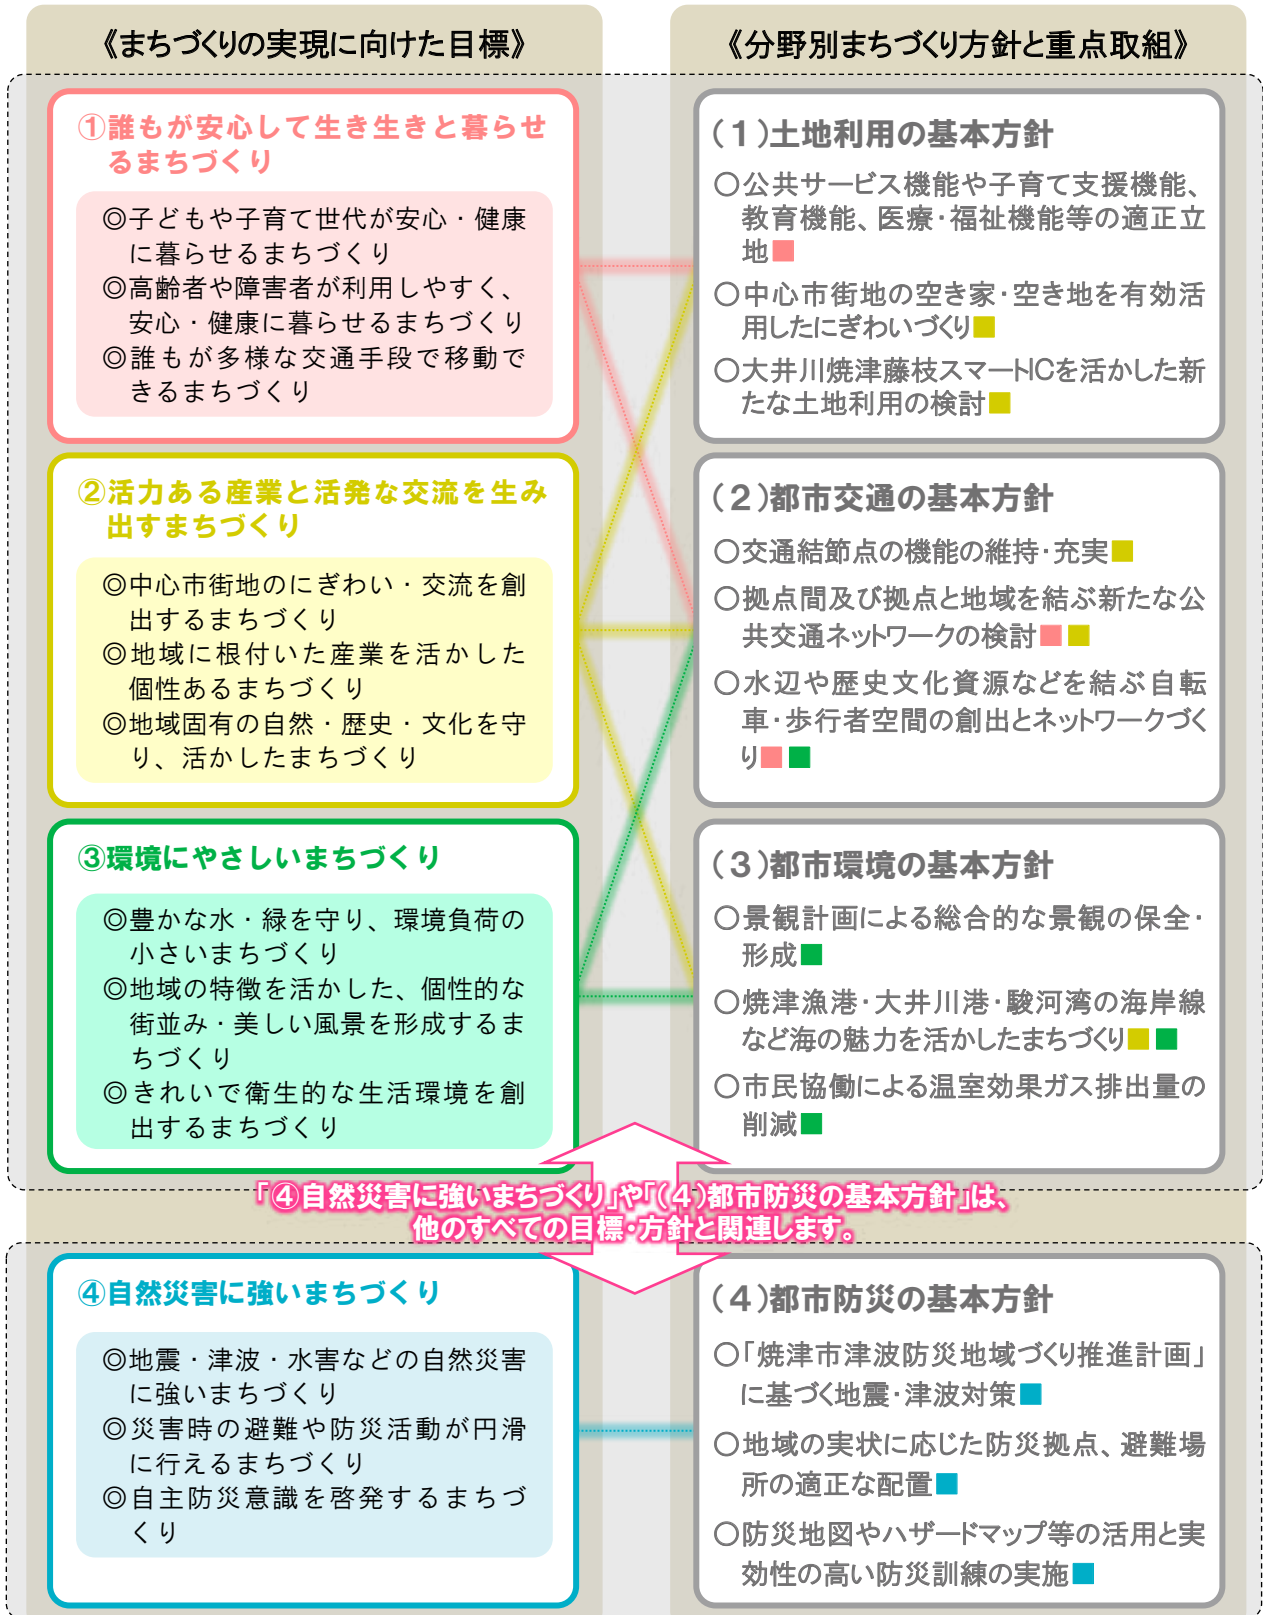 《まちづくりの実現に向けた目標》
①誰もが安心して生き生きと暮らせ
るまちづくり
◎子どもや子育て世代が安心・健康
に暮らせるまちづくり
◎高齢者や障害者が利用しやすく、
安心・健康に暮らせるまちづくり
◎誰もが多様な交通手段で移動で
きるまちづくり
②活力ある産業と活発な交流を生み
出すまちづくり
◎中心市街地のにぎわい・交流を創
出するまちづくり
◎地域に根付いた産業を活かした
個性あるまちづくり
◎地域固有の自然・歴史・文化を守
り、活かしたまちづくり
③環境にやさしいまちづくり
◎豊かな水・緑を守り、環境負荷の
小さいまちづくり
◎地域の特徴を活かした、個性的な
街並み・美しい風景を形成するま
ちづくり
◎きれいで衛生的な生活環境を創
出するまちづくり
《分野別まちづくり方針と重点取組》
(1)土地利用の基本方針
○公共サービス機能や子育て支援機能、
教育機能、医療・福祉機能等の適正立
地■
○中心市街地の空き家・空き地を有効活
用したにぎわいづくり■
○大井川焼津藤枝スマートICを活かした新
たな土地利用の検討■
(2)都市交通の基本方針
○交通結節点の機能の維持・充実■
○拠点間及び拠点と地域を結ぶ新たな公
共交通ネットワークの検討■■
○水辺や歴史文化資源などを結ぶ自転
車・歩行者空間の創出とネットワークづく
り■■
(3)都市環境の基本方針
○景観計画による総合的な景観の保全・
形成■
○焼津漁港・大井川港・駿河湾の海岸線
など海の魅力を活かしたまちづくり■■
○市民協働による温室効果ガス排出量の
削減■
「④自然災害に強いまちづくり」や「(4)都市防災の基本方針」は、
他のすべての目標・方針と関連します。
④自然災害に強いまちづくり
◎地震・津波・水害などの自然災害
に強いまちづくり
◎災害時の避難や防災活動が円滑
に行えるまちづくり
◎自主防災意識を啓発するまちづ
くり
(4)都市防災の基本方針
○「焼津市津波防災地域づくり推進計画」
に基づく地震・津波対策■
○地域の実状に応じた防災拠点、避難場
所の適正な配置■
○防災地図やハザードマップ等の活用と実
効性の高い防災訓練の実施■